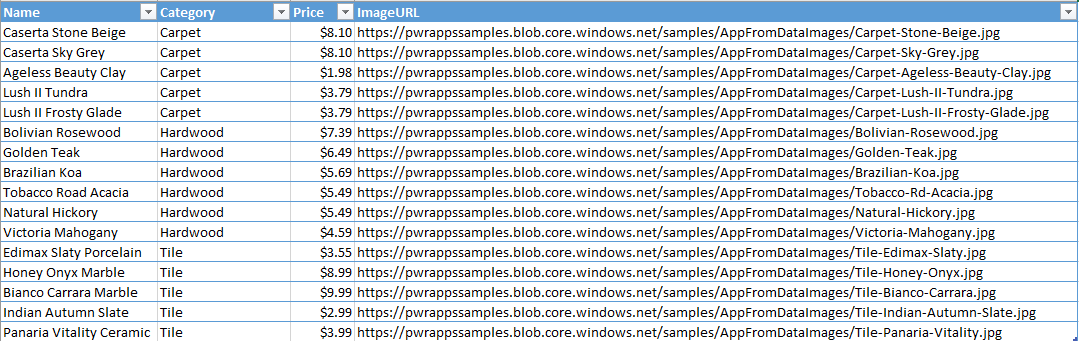 Name Category Price ImageURL
Caserta Stone Beige Carpet $8.10 https://pwrappssamples.blob.core.windows.net/samples/AppFromDataImages/Carpet-Stone-Beige.jpg
Caserta Sky Grey Carpet $8.10 https://pwrappssamples.blob.core.windows.net/samples/AppFromDataImages/Carpet-Sky-Grey.jpg
Ageless Beauty Clay Carpet $1.98 https://pwrappssamples.blob.core.windows.net/samples/AppFromDataImages/Carpet-Ageless-Beauty-Clay.jpg
Lush II Tundra Carpet $3.79 https://pwrappssamples.blob.core.windows.net/samples/AppFromDataImages/Carpet-Lush-II-Tundra.jpg
Lush II Frosty Glade Carpet $3.79 https://pwrappssamples.blob.core.windows.net/samples/AppFromDataImages/Carpet-Lush-II-Frosty-Glade.jpg
Bolivian Rosewood Hardwood $7.39 https://pwrappssamples.blob.core.windows.net/samples/AppFromDataImages/Bolivian-Rosewood.jpg
Golden Teak Hardwood $6.49 https://pwrappssamples.blob.core.windows.net/samples/AppFromDataImages/Golden-Teak.jpg
Brazilian Koa Hardwood $5.69 https://pwrappssamples.blob.core.windows.net/samples/AppFromDataImages/Brazilian-Koa.jpg
Tobacco Road Acacia Hardwood $5.49 https://pwrappssamples.blob.core.windows.net/samples/AppFromDataImages/Tobacco-Rd-Acacia.jpg
Natural Hickory Hardwood $5.49 https://pwrappssamples.blob.core.windows.net/samples/AppFromDataImages/Natural-Hickory.jpg
Victoria Mahogany Hardwood $4.59 https://pwrappssamples.blob.core.windows.net/samples/AppFromDataImages/Victoria-Mahogany.jpg
Edimax Slaty Porcelain Tile $3.55 https://pwrappssamples.blob.core.windows.net/samples/AppFromDataImages/Tile-Edimax-Slaty.jpg
Honey Onyx Marble Tile $8.99 https://pwrappssamples.blob.core.windows.net/samples/AppFromDataImages/Tile-Honey-Onyx.jpg
Bianco Carrara Marble Tile $9.99 https://pwrappssamples.blob.core.windows.net/samples/AppFromDataImages/Tile-Bianco-Carrara.jpg
Indian Autumn Slate Tile $2.99 https://pwrappssamples.blob.core.windows.net/samples/AppFromDataImages/Tile-Indian-Autumn-Slate.jpg
Panaria Vitality Ceramic Tile $3.99 https://pwrappssamples.blob.core.windows.net/samples/AppFromDataImages/Tile-Panaria-Vitality.jpg